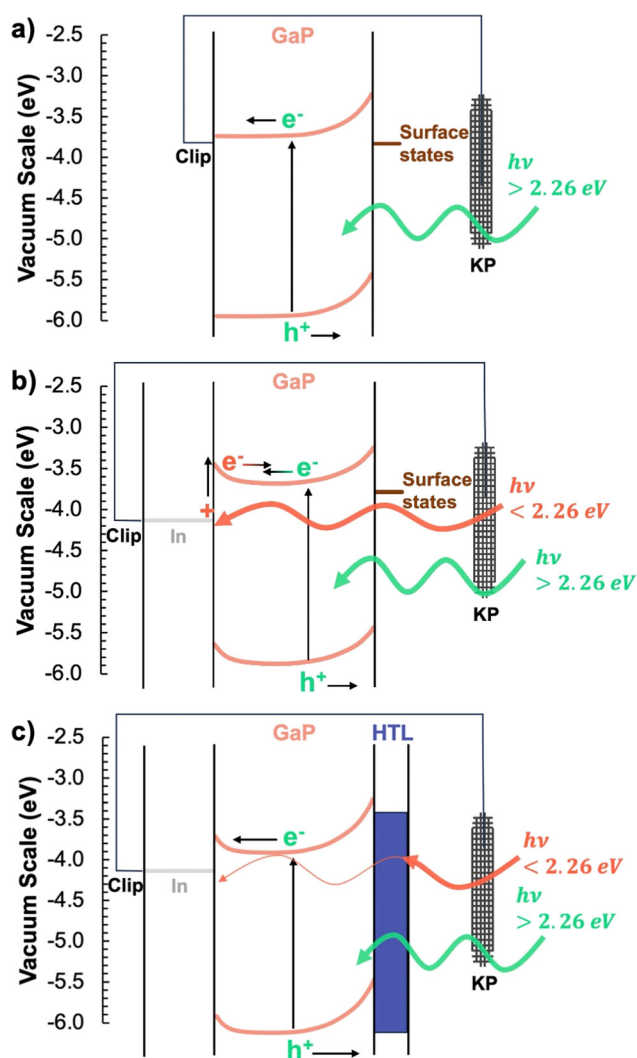 a)
GaP
Vacuum Scale (eV)
-2.5
-3.0
-3.5
-4.0
-4.5
-5.0
-5.5
-6.0
e-
Clip
Surface
states
hν
> 2.26 eV
KP
h+
b)
GaP
Vacuum Scale (eV)
-2.5
-3.0
-3.5
-4.0
-4.5
-5.0
-5.5
-6.0
e-
e-
+
Clip
In
Surface
states
hν
< 2.26 eV
hν
> 2.26 eV
KP
h+
c)
GaP
HTL
Vacuum Scale (eV)
-2.5
-3.0
-3.5
-4.0
-4.5
-5.0
-5.5
-6.0
e-
Clip
In
hν
< 2.26 eV
hν
> 2.26 eV
KP
h+